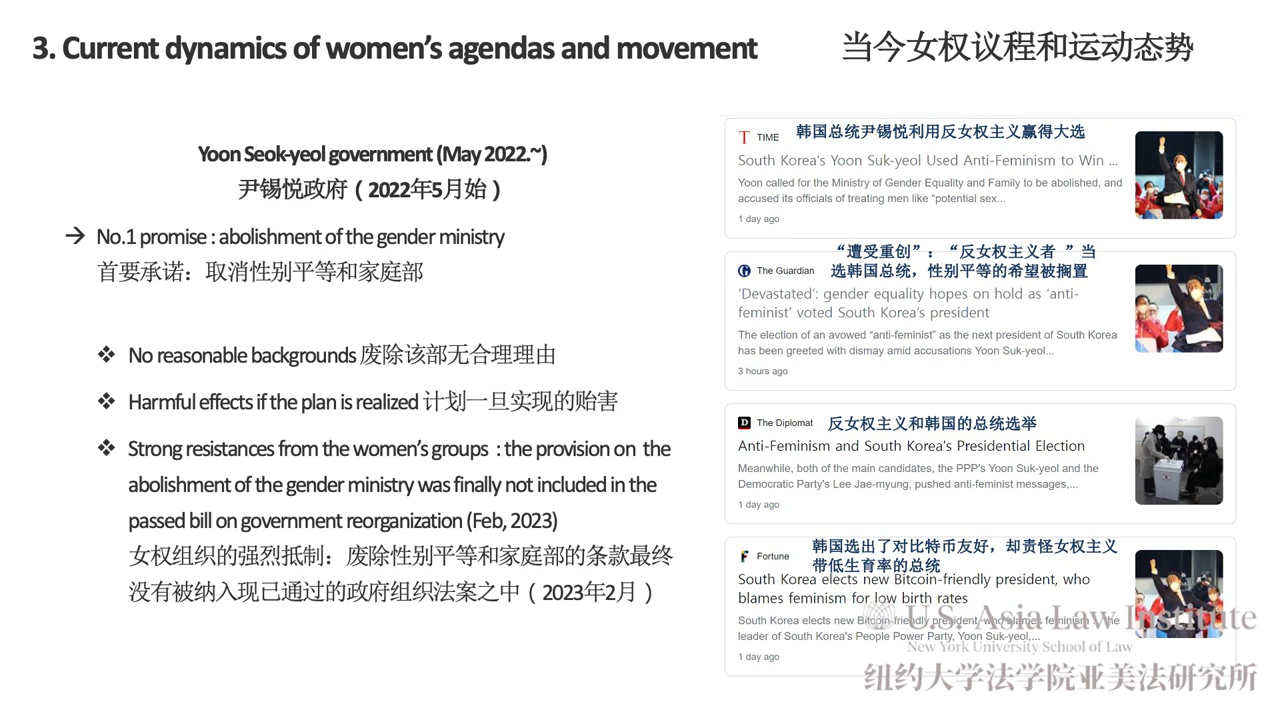 3. Current dynamics of women's agendas and movement
当今女权议程和运动态势
Yoon Seok-yeol government (May 2022.~)
尹锡悦政府（2022年5月始）
→ No.1 promise : abolishment of the gender ministry
首要承诺：取消性别平等和家庭部
❖ No reasonable backgrounds 废除该部无合理理由
❖ Harmful effects if the plan is realized 计划一旦实现的贻害
❖ Strong resistances from the women's groups : the provision on the
abolishment of the gender ministry was finally not included in the
passed bill on government reorganization (Feb, 2023)
女权组织的强烈抵制：废除性别平等和家庭部的条款最终
没有被纳入现已通过的政府组织法案之中（2023年2月）
T TIME 韩国总统尹锡悦利用反女权主义赢得大选
South Korea's Yoon Suk-yeol Used Anti-Feminism to Win ...
Yoon called for the Ministry of Gender Equality and Family to be abolished, and
accused its officials of treating men like "potential sex...
1 day ago
“遭受重创”：“反女权主义者 ”当
The Guardian 选韩国总统，性别平等的希望被搁置
'Devastated': gender equality hopes on hold as 'anti-
feminist' voted South Korea's president
The election of an avowed “anti-feminist” as the next president of South Korea
has been greeted with dismay amid accusations Yoon Suk-yeol...
3 hours ago
D The Diplomat 反女权主义和韩国的总统选举
Anti-Feminism and South Korea's Presidential Election
Meanwhile, both of the main candidates, the PPP's Yoon Suk-yeol and the
Democratic Party's Lee Jae-myung, pushed anti-feminist messages,...
1 day ago
F Fortune 韩国选出了对比特币友好，却责怪女权主义
带低生育率的总统
South Korea elects new Bitcoin-friendly president, who
blames feminism for low birth rates
South Korea elects new Bitcoin-friendly president, who blames feminism · The
leader of South Korea's People Power Party, Yoon Suk-yeol,...
1 day ago
U.S. Asia Law Institute
New York University School of Law
纽约大学法学院亚美法研究所